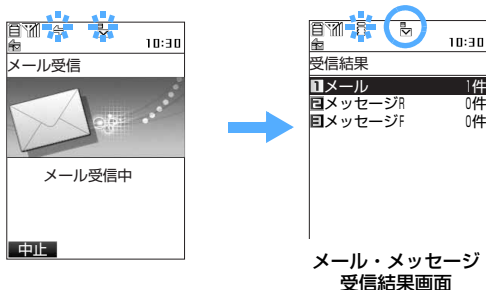 10:30
メール受信
メール受信中
中止
10:30
受信結果
1メール 1件
2メッセージR 0件
3メッセージF 0件
メール・メッセージ
受信結果画面